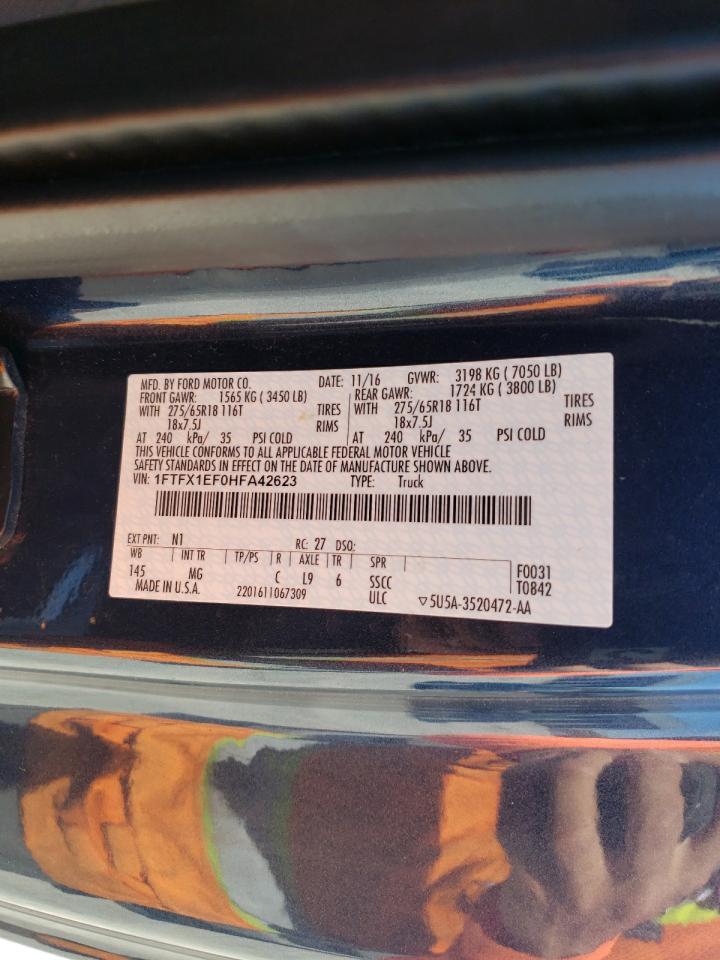 MFD. BY FORD MOTOR CO. DATE: 11/16 GVWR: 3198 KG ( 7050 LB)
FRONT GAWR: 1565 KG ( 3450 LB) REAR GAWR: 1724 KG ( 3800 LB)
WITH 275/65R18 116T TIRES WITH 275/65R18 116T TIRES
18x7.5J RIMS 18x7.5J RIMS
AT 240 kPa/ 35 PSI COLD AT 240 kPa/ 35 PSI COLD
THIS VEHICLE CONFORMS TO ALL APPLICABLE FEDERAL MOTOR VEHICLE
SAFETY STANDARDS IN EFFECT ON THE DATE OF MANUFACTURE SHOWN ABOVE.
VIN: 1FTFX1EF0HFA42623 TYPE: Truck
EXT PNT: N1 RC: 27 DSO:
WB INT TR TP/PS R AXLE TR SPR F0031
145 MG C L9 6 SSCC T0842
MADE IN U.S.A. 2201611067309 ULC ▽5U5A-3520472-AA